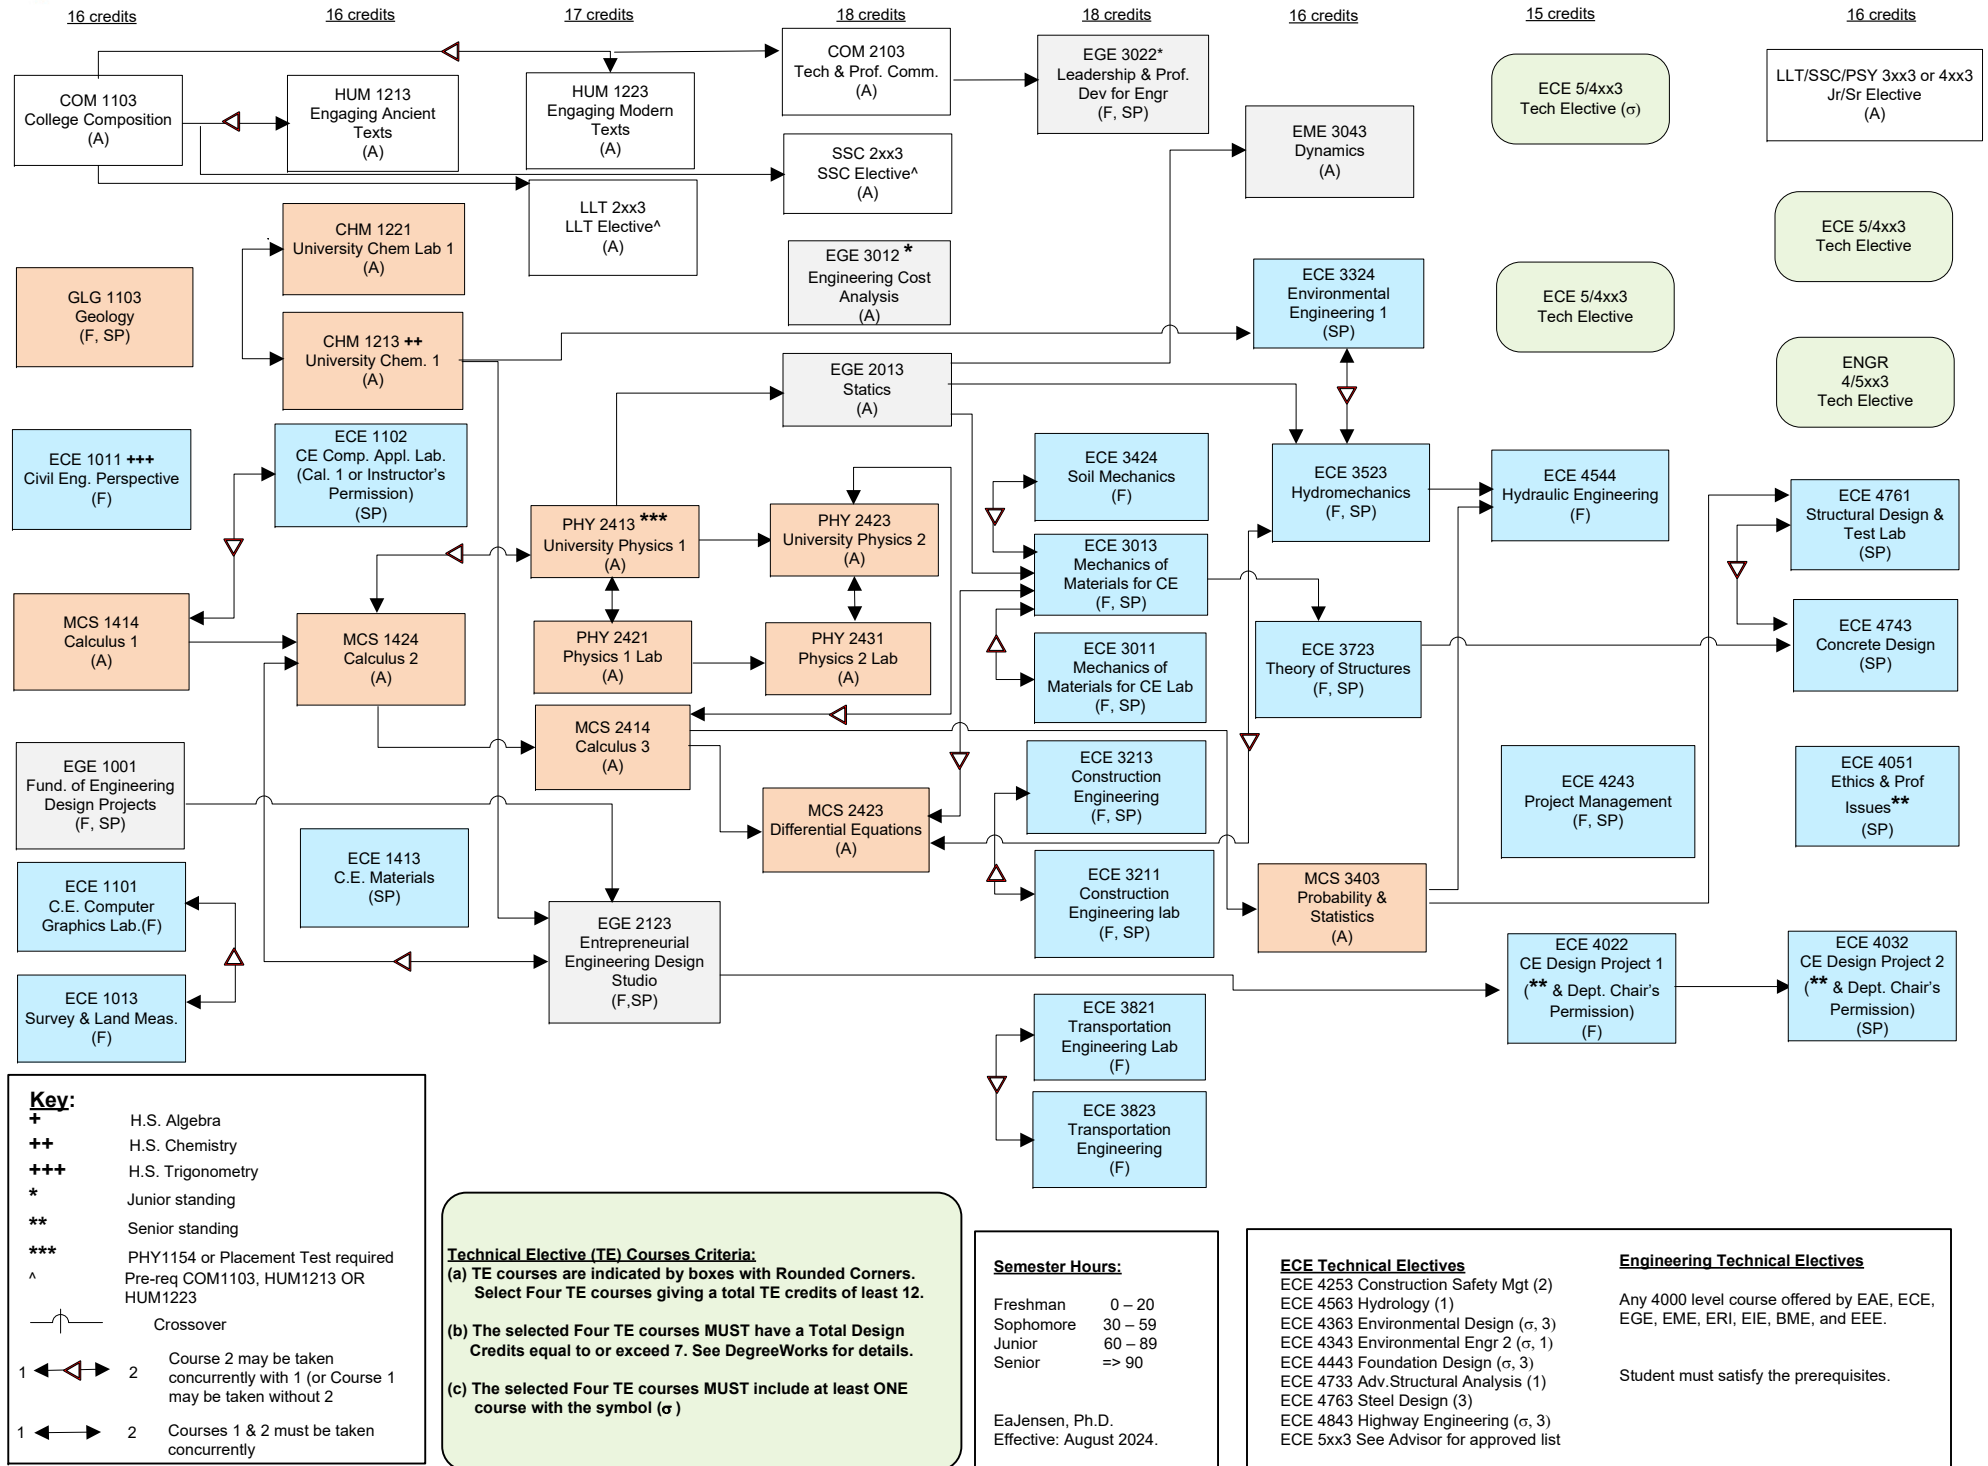 16 credits
16 credits
17 credits
18 credits
18 credits
16 credits
15 credits
16 credits
COM 1103
College Composition
(A)
HUM 1213
Engaging Ancient
Texts
(A)
HUM 1223
Engaging Modern
Texts
(A)
COM 2103
Tech & Prof. Comm.
(A)
EGE 3022*
Leadership & Prof.
Dev for Engr
(F, SP)
EME 3043
Dynamics
(A)
ECE 5/4xx3
Tech Elective (σ)
LLT/SSC/PSY 3xx3 or 4xx3
Jr/Sr Elective
(A)
SSC 2xx3
SSC Elective^
(A)
LLT 2xx3
LLT Elective^
(A)
CHM 1221
University Chem Lab 1
(A)
EGE 3012 *
Engineering Cost
Analysis
(A)
ECE 5/4xx3
Tech Elective
GLG 1103
Geology
(F, SP)
CHM 1213 ++
University Chem. 1
(A)
ECE 3324
Environmental
Engineering 1
(SP)
ECE 5/4xx3
Tech Elective
EGE 2013
Statics
(A)
ENGR
4/5xx3
Tech Elective
ECE 1011 +++
Civil Eng. Perspective
(F)
ECE 1102
CE Comp. Appl. Lab.
(Cal. 1 or Instructor's
Permission)
(SP)
ECE 3424
Soil Mechanics
(F)
ECE 3523
Hydromechanics
(F, SP)
ECE 4544
Hydraulic Engineering
(F)
ECE 4761
Structural Design &
Test Lab
(SP)
PHY 2413 ***
University Physics 1
(A)
PHY 2423
University Physics 2
(A)
ECE 3013
Mechanics of
Materials for CE
(F, SP)
MCS 1414
Calculus 1
(A)
MCS 1424
Calculus 2
(A)
PHY 2421
Physics 1 Lab
(A)
PHY 2431
Physics 2 Lab
(A)
ECE 3011
Mechanics of
Materials for CE Lab
(F, SP)
ECE 3723
Theory of Structures
(F, SP)
ECE 4743
Concrete Design
(SP)
MCS 2414
Calculus 3
(A)
EGE 1001
Fund. of Engineering
Design Projects
(F, SP)
ECE 3213
Construction
Engineering
(F, SP)
ECE 4243
Project Management
(F, SP)
ECE 4051
Ethics & Prof
Issues**
(SP)
MCS 2423
Differential Equations
(A)
ECE 1413
C.E. Materials
(SP)
ECE 1101
C.E. Computer
Graphics Lab.(F)
ECE 3211
Construction
Engineering lab
(F, SP)
MCS 3403
Probability &
Statistics
(A)
EGE 2123
Entrepreneurial
Engineering Design
Studio
(F,SP)
ECE 4022
CE Design Project 1
(** & Dept. Chair's
Permission)
(F)
ECE 4032
CE Design Project 2
(** & Dept. Chair's
Permission)
(SP)
ECE 1013
Survey & Land Meas.
(F)
ECE 3821
Transportation
Engineering Lab
(F)
ECE 3823
Transportation
Engineering
(F)
Key:
+ H.S. Algebra
++ H.S. Chemistry
+++ H.S. Trigonometry
* Junior standing
** Senior standing
*** PHY1154 or Placement Test required
^ Pre-req COM1103, HUM1213 OR
HUM1223
Crossover
1 2 Course 2 may be taken
concurrently with 1 (or Course 1
may be taken without 2
1 2 Courses 1 & 2 must be taken
concurrently
Technical Elective (TE) Courses Criteria:
(a) TE courses are indicated by boxes with Rounded Corners.
Select Four TE courses giving a total TE credits of least 12.
(b) The selected Four TE courses MUST have a Total Design
Credits equal to or exceed 7. See DegreeWorks for details.
(c) The selected Four TE courses MUST include at least ONE
course with the symbol (σ )
Semester Hours:
Freshman 0 – 20
Sophomore 30 – 59
Junior 60 – 89
Senior => 90
EaJensen, Ph.D.
Effective: August 2024.
ECE Technical Electives
ECE 4253 Construction Safety Mgt (2)
ECE 4563 Hydrology (1)
ECE 4363 Environmental Design (σ, 3)
ECE 4343 Environmental Engr 2 (σ, 1)
ECE 4443 Foundation Design (σ, 3)
ECE 4733 Adv.Structural Analysis (1)
ECE 4763 Steel Design (3)
ECE 4843 Highway Engineering (σ, 3)
ECE 5xx3 See Advisor for approved list
Engineering Technical Electives
Any 4000 level course offered by EAE, ECE,
EGE, EME, ERI, EIE, BME, and EEE.
Student must satisfy the prerequisites.